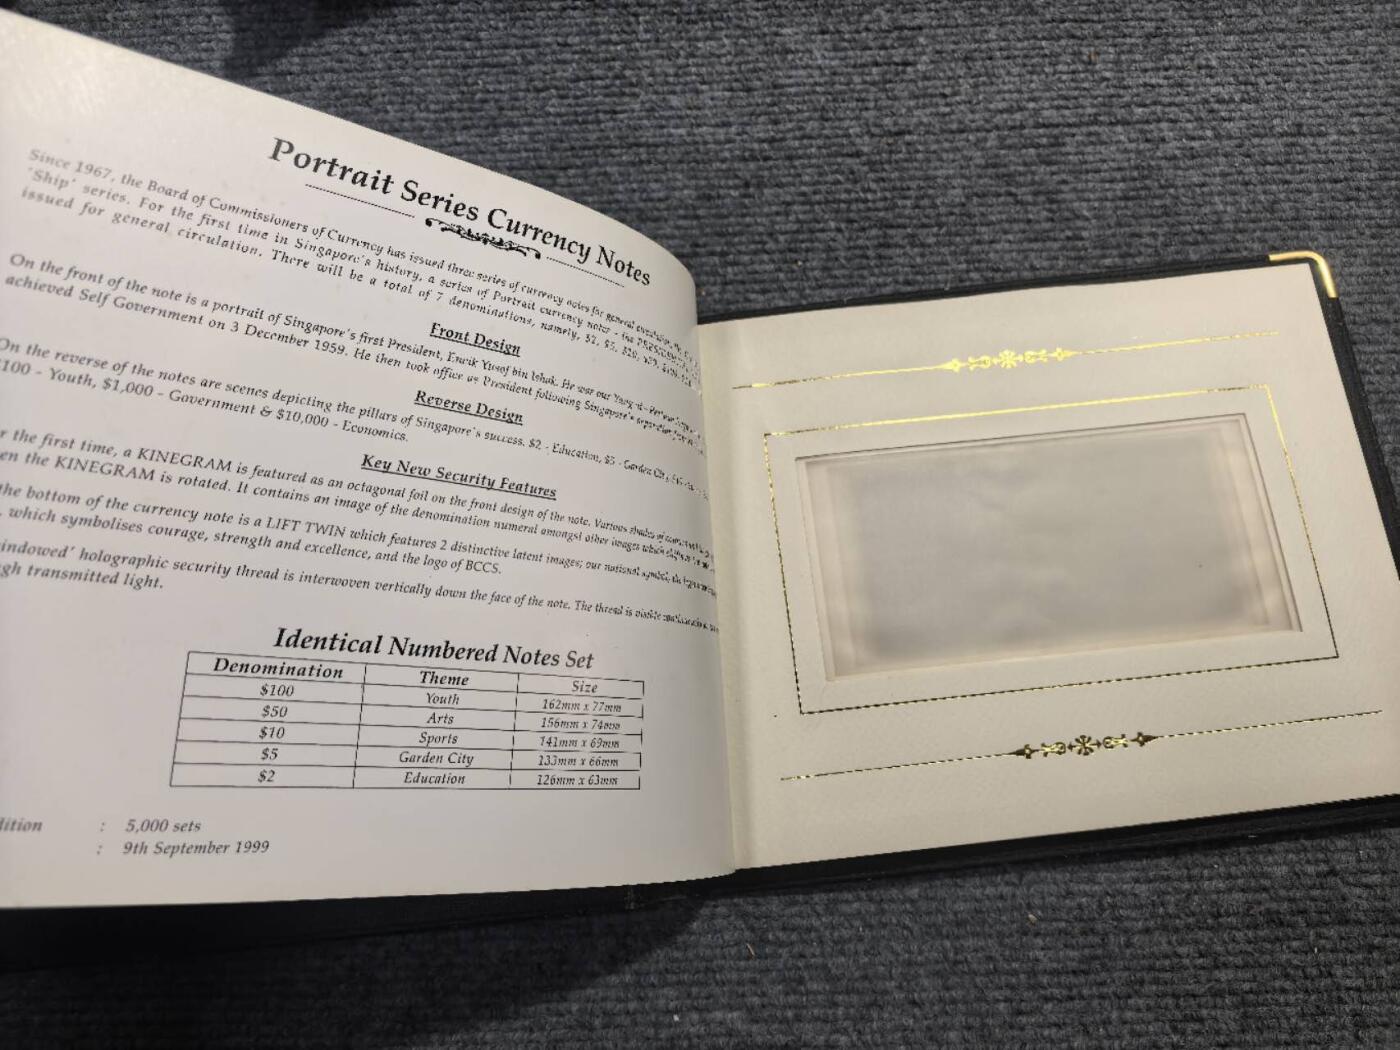 Portrait Series Currency Notes
Since 1967, the Board of Commissioners of Currency has issued three series of currency notes for general
'Ship' series. For the first time in Singapore's history, a series of Portrait currency notes - the
issued for general circulation. There will be a total of 7 denominations, namely, $2, $5,
Front Design
On the front of the note is a portrait of Singapore's first President, Encik Yusof bin Ishak. He was our
achieved Self Government on 3 December 1959. He then took office as President following Singapore's
Reverse Design
On the reverse of the notes are scenes depicting the pillars of Singapore's success. $2 - Education, $5 - Garden City,
100 - Youth, $1,000 - Government & $10,000 - Economics.
Key New Security Features
the first time, a KINEGRAM is featured as an octagonal foil on the front design of the note. Various shades of
the KINEGRAM is rotated. It contains an image of the denomination numeral amongst other images which
the bottom of the currency note is a LIFT TWIN which features 2 distinctive latent images; our national symbol, the
, which symbolises courage, strength and excellence, and the logo of BCCS.
holographic security thread is interwoven vertically down the face of the note. The thread is visible
transmitted light.
Identical Numbered Notes Set
Denomination Theme Size
$100 Youth 162mm x 77mm
$50 Arts 156mm x 74mm
$10 Sports 141mm x 69mm
$5 Garden City 133mm x 66mm
$2 Education 126mm x 63mm
: 5,000 sets
: 9th September 1999